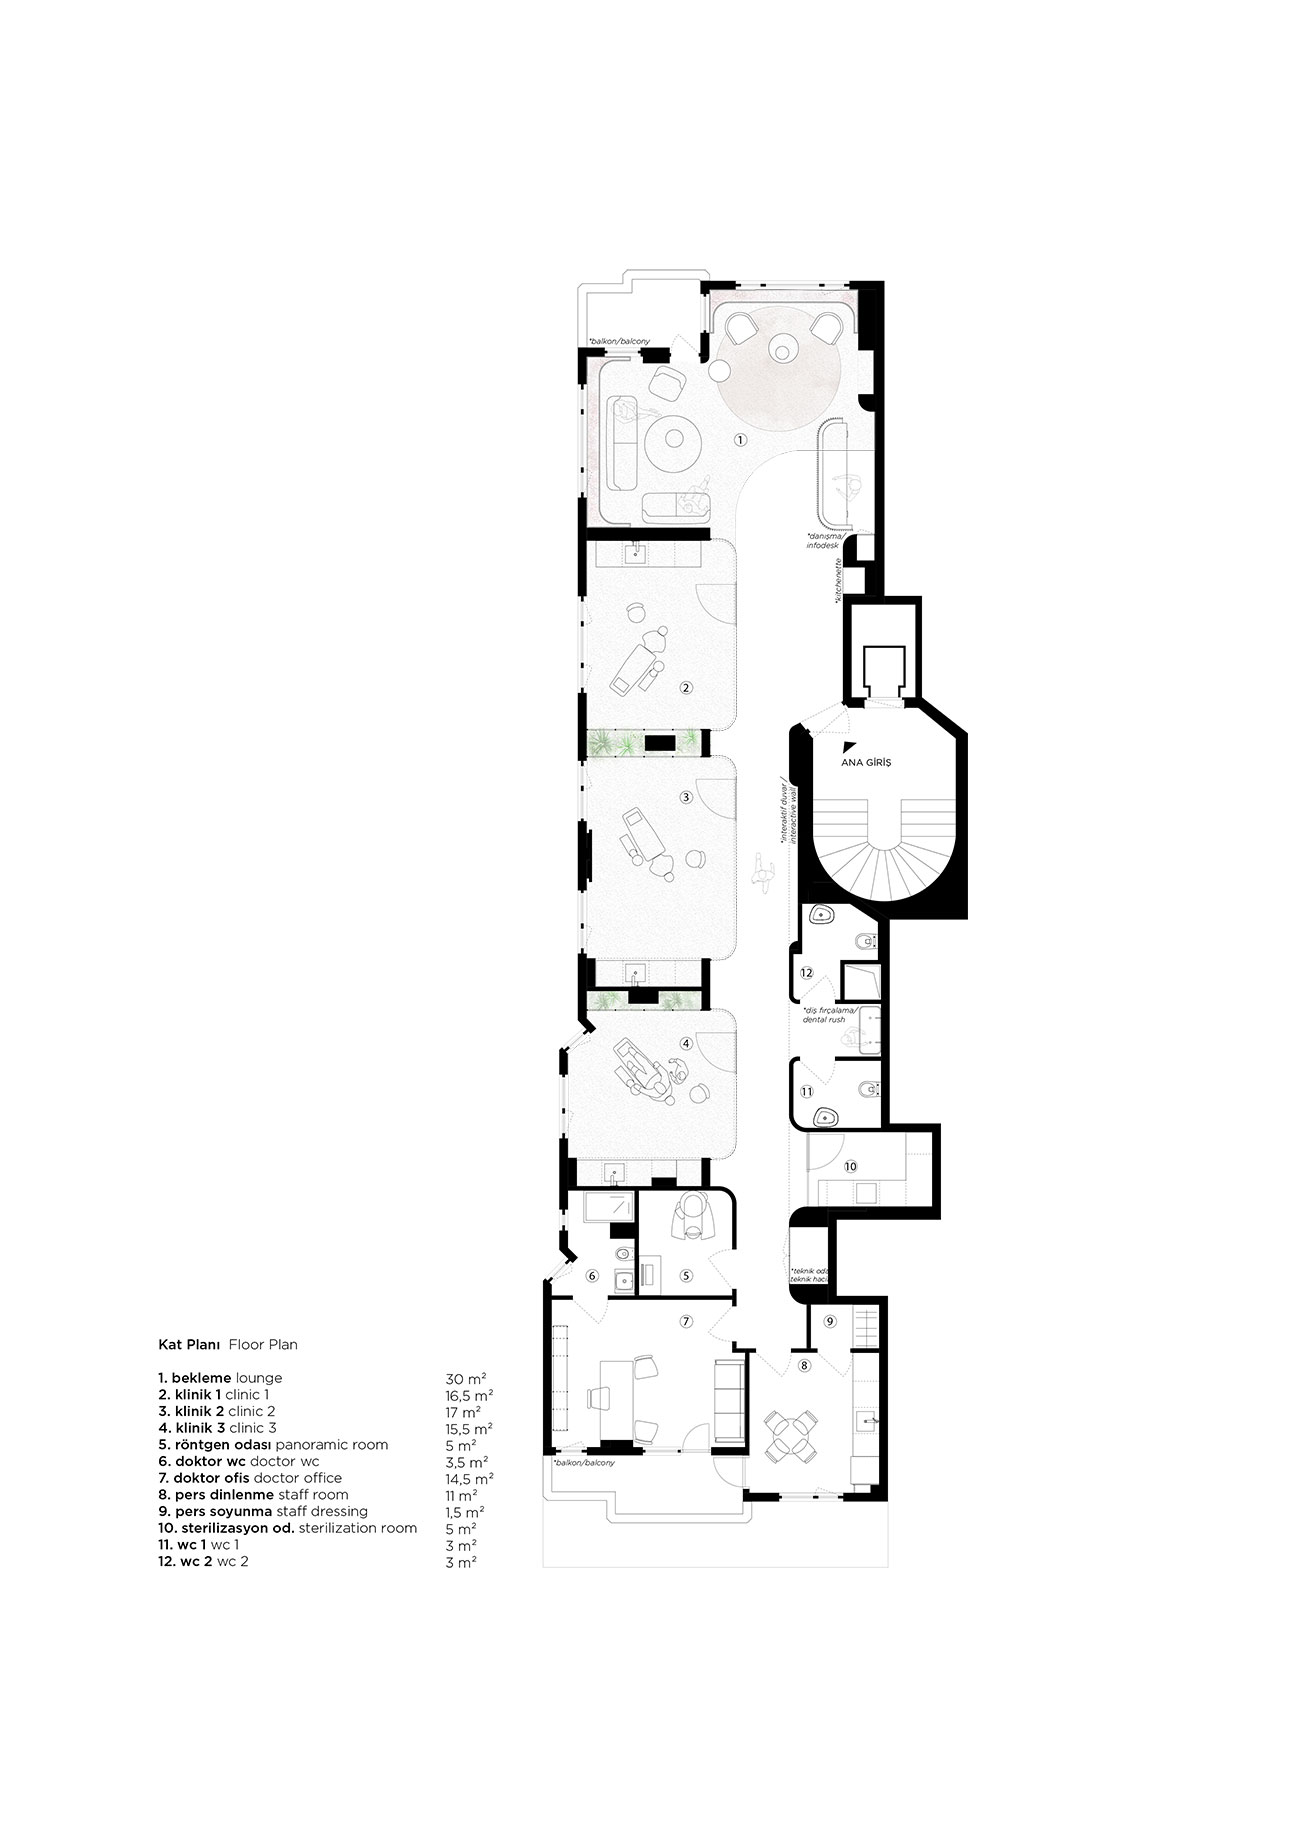 *balkon/balcony
1
*danışma/
infodesk
*kitchenette
2
ANA GİRİŞ
3
*interaktif duvar /
interactive wall
12
*diş fırçalama/
dental rush
4
11
10
*teknik oda
teknik haci
6
5
7
9
8
*balkon/balcony
Kat Planı Floor Plan
1. bekleme lounge 30 m²
2. klinik 1 clinic 1 16,5 m²
3. klinik 2 clinic 2 17 m²
4. klinik 3 clinic 3 15,5 m²
5. röntgen odası panoramic room 5 m²
6. doktor wc doctor wc 3,5 m²
7. doktor ofis doctor office 14,5 m²
8. pers dinlenme staff room 11 m²
9. pers soyunma staff dressing 1,5 m²
10. sterilizasyon od. sterilization room 5 m²
11. wc 1 wc 1 3 m²
12. wc 2 wc 2 3 m²